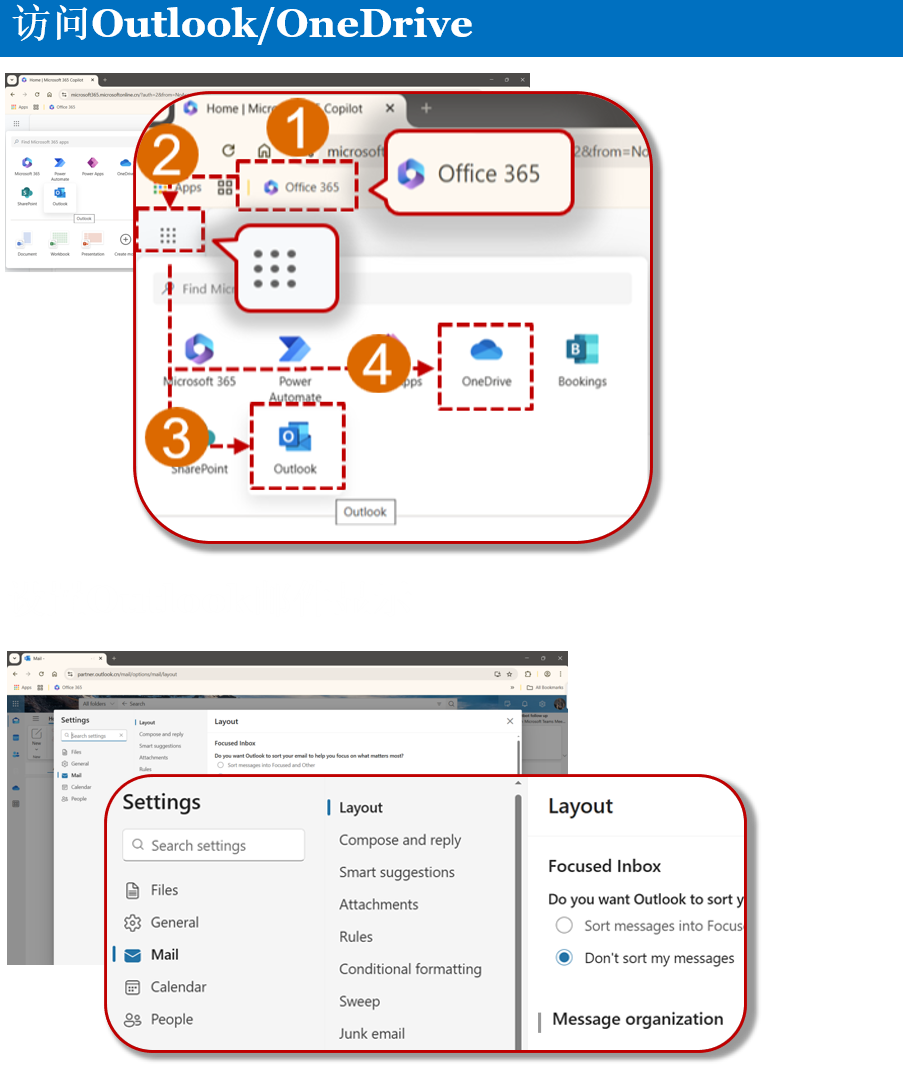 访问Outlook/OneDrive
Home | Microsoft 365 Copilot
microsoft365.microsoftonline.cn/?auth=2&from=No
Apps Office 365
Find Microsoft 365 apps
Microsoft 365 Power Automate Power Apps OneDrive
SharePoint Outlook
Outlook
Document Workbook Presentation Create mo
Home | Micr 5 Copilot
1
2
microsoft 2&from=No
Apps Office 365
Office 365
Find Mic
4
Microsoft 365 Power Automate pps OneDrive Bookings
3
SharePoint Outlook
Outlook
Mail -
partner.outlook.cn/mail/options/mail/layout
Apps Office 365 All Bookmarks
All folders Search
New
Settings
Search settings
Files
General
Mail
Calendar
People
Layout
Compose and reply
Smart suggestions
Attachments
Rules
Layout
Focused Inbox
Do you want Outlook to sort your email to help you focus on what matters most?
Sort messages into Focused and Other
Settings
Search settings
Files
General
Mail
Calendar
People
Layout
Compose and reply
Smart suggestions
Attachments
Rules
Conditional formatting
Sweep
Junk email
Layout
Focused Inbox
Do you want Outlook to sort y
Sort messages into Focus
Don't sort my messages
Message organization